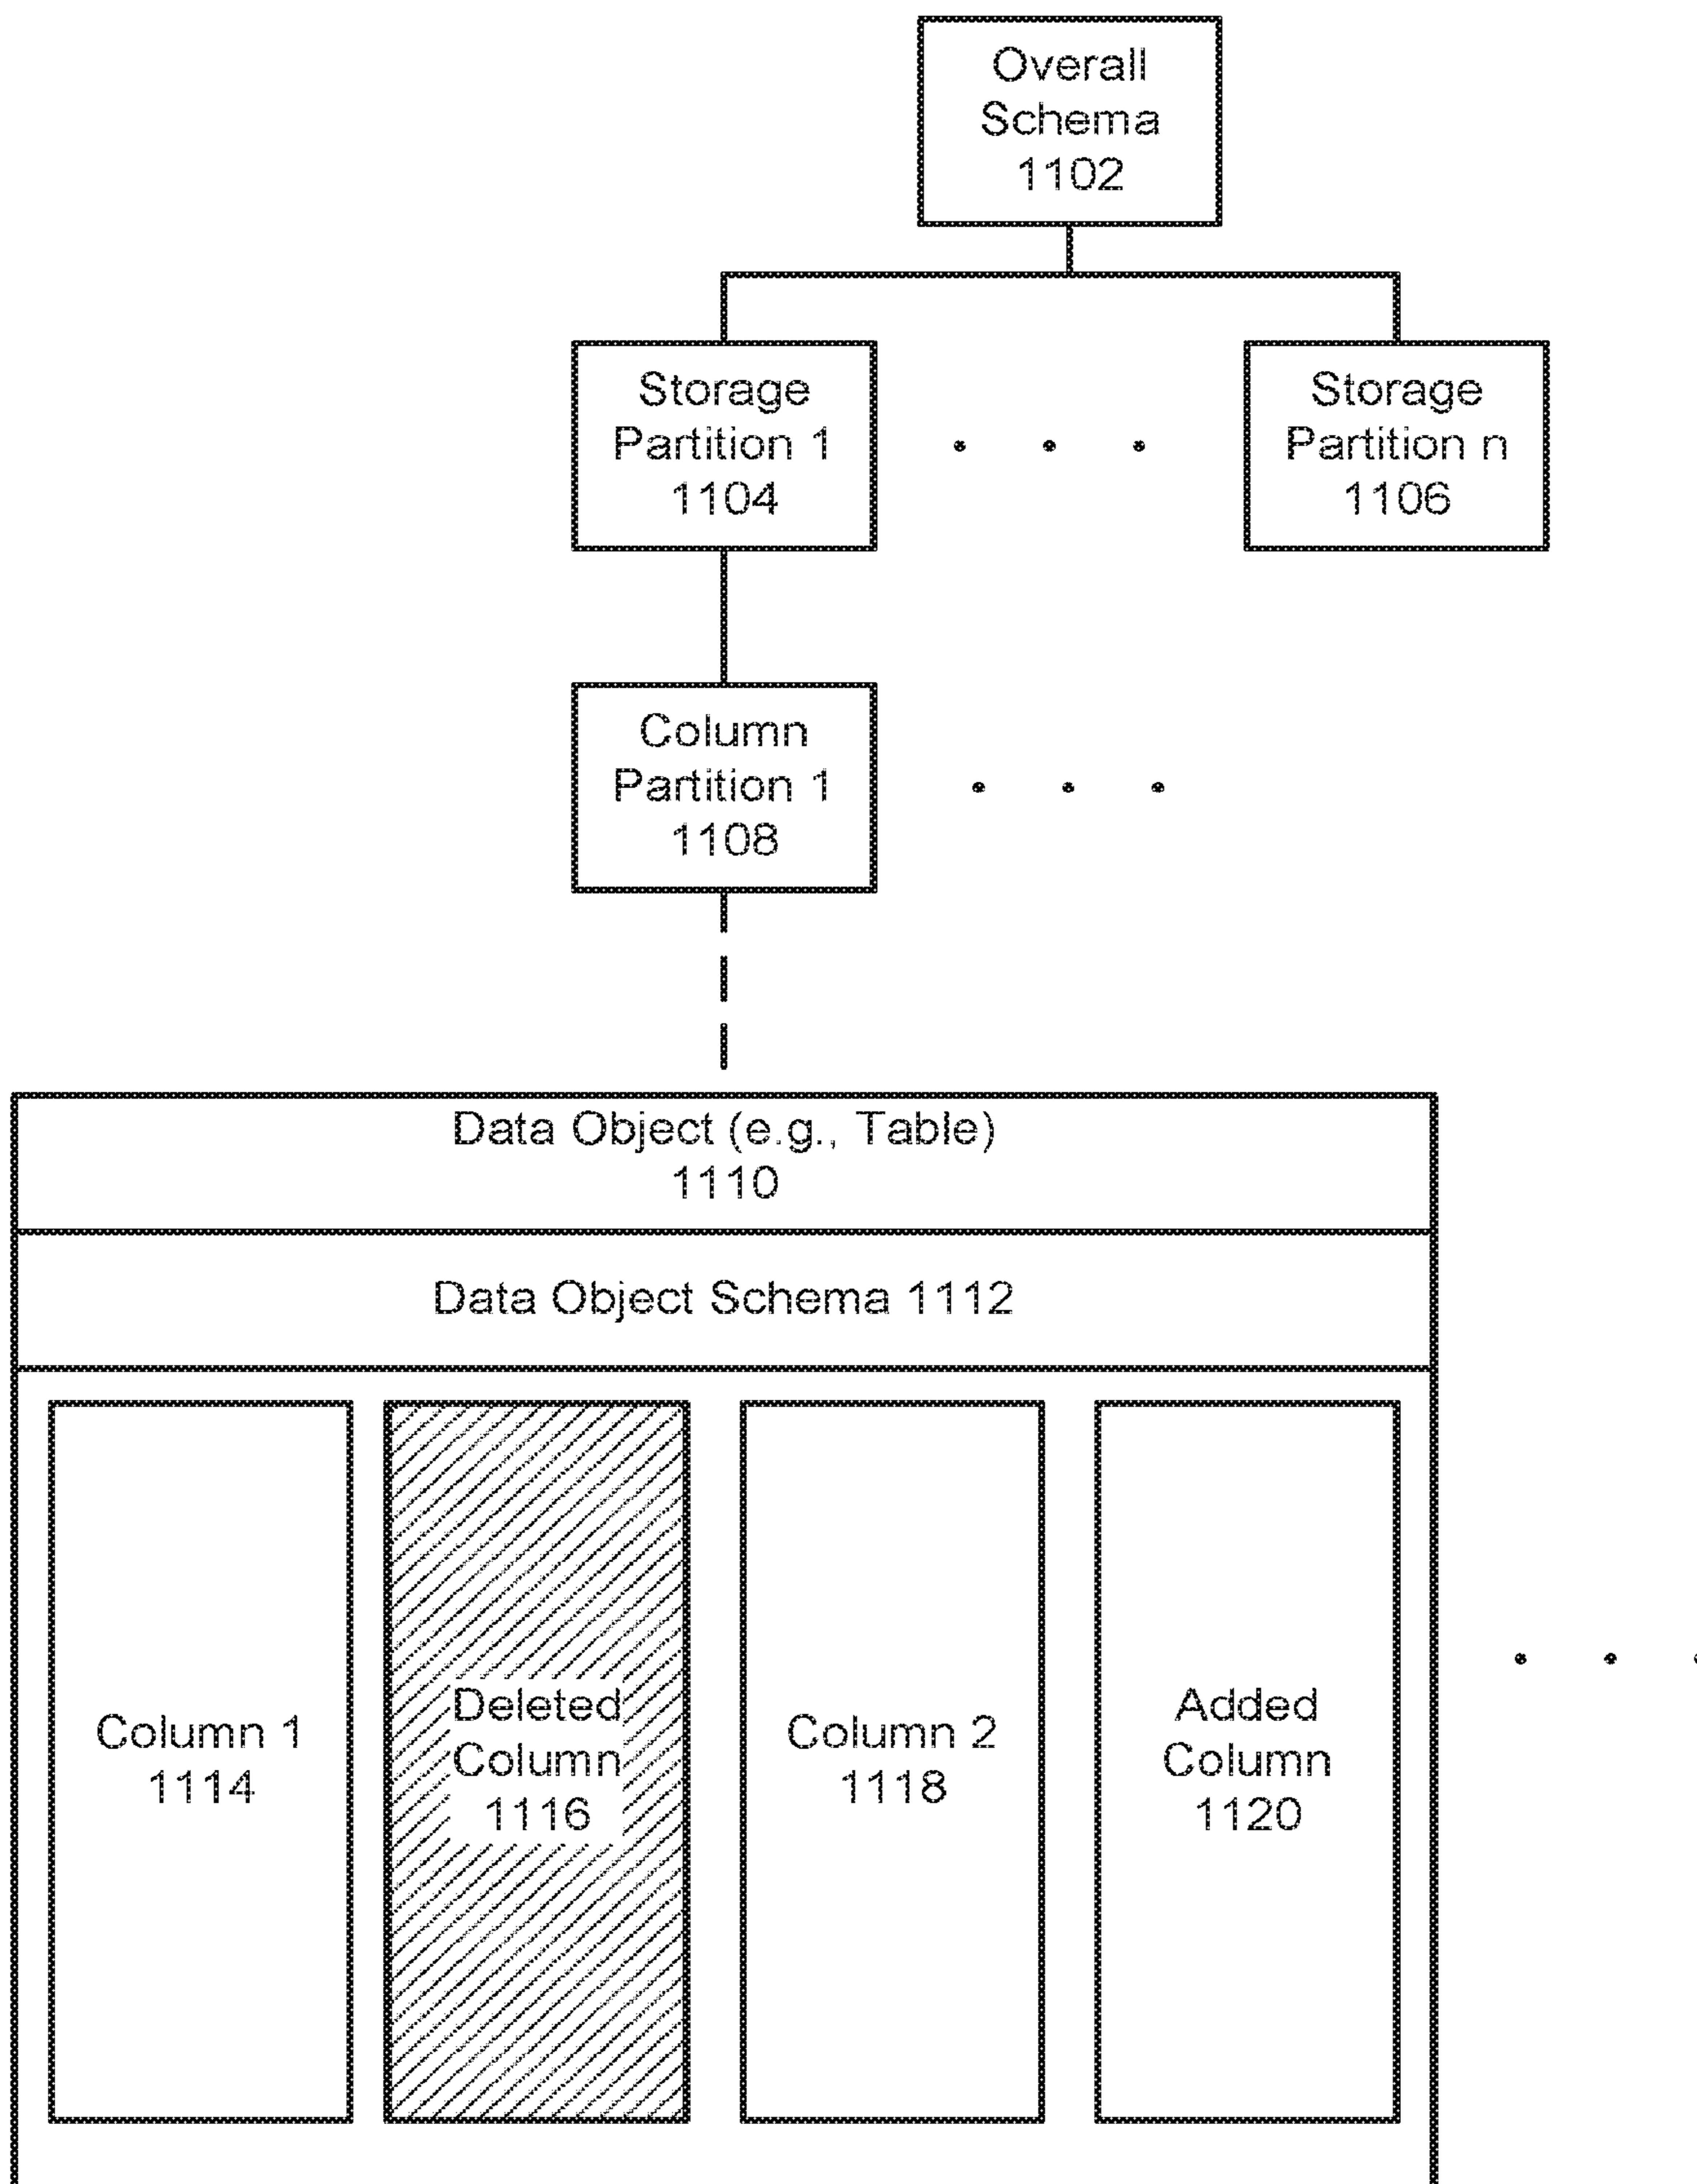 Overall
Schema
1102
Storage
Partition 1
1104
Storage
Partition n
1106
Column
Partition 1
1108
Data Object (e.g., Table)
1110
Data Object Schema 1112
Column 1
1114
Deleted
Column
1116
Column 2
1118
Added
Column
1120